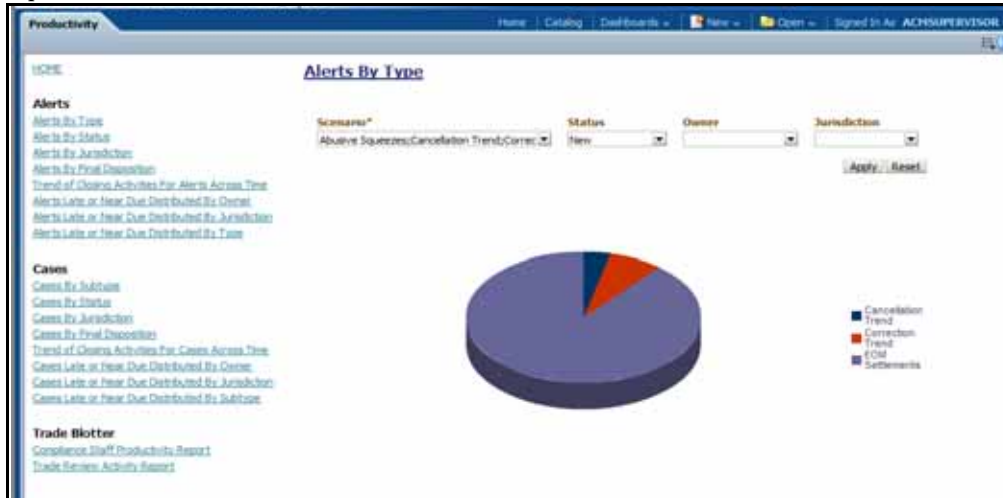 Productivity
Home Catalog Dashboards New Open Signed In As ACMSUPERVISOR
HOME
Alerts By Type
Alerts
Alerts By Type
Alerts By Status
Alerts By Jurisdiction
Alerts By Final Disposition
Trend of Closing Activities For Alerts Across Time
Alerts Late or Near Due Distributed By Owner
Alerts Late or Near Due Distributed By Jurisdiction
Alerts Late or Near Due Distributed By Type
Scenario* Status Owner Jurisdiction
Abusive Squeezes;Cancellation Trend;Correc New
Apply Reset
Cases
Cases By Subtype
Cases By Status
Cases By Jurisdiction
Cases By Final Disposition
Trend of Closing Activities For Cases Across Time
Cases Late or Near Due Distributed By Owner
Cases Late or Near Due Distributed By Jurisdiction
Cases Late or Near Due Distributed By Subtype
Cancellation
Trend
Correction
Trend
EOM
Settlements
Trade Blotter
Compliance Staff Productivity Report
Trade Review Activity Report